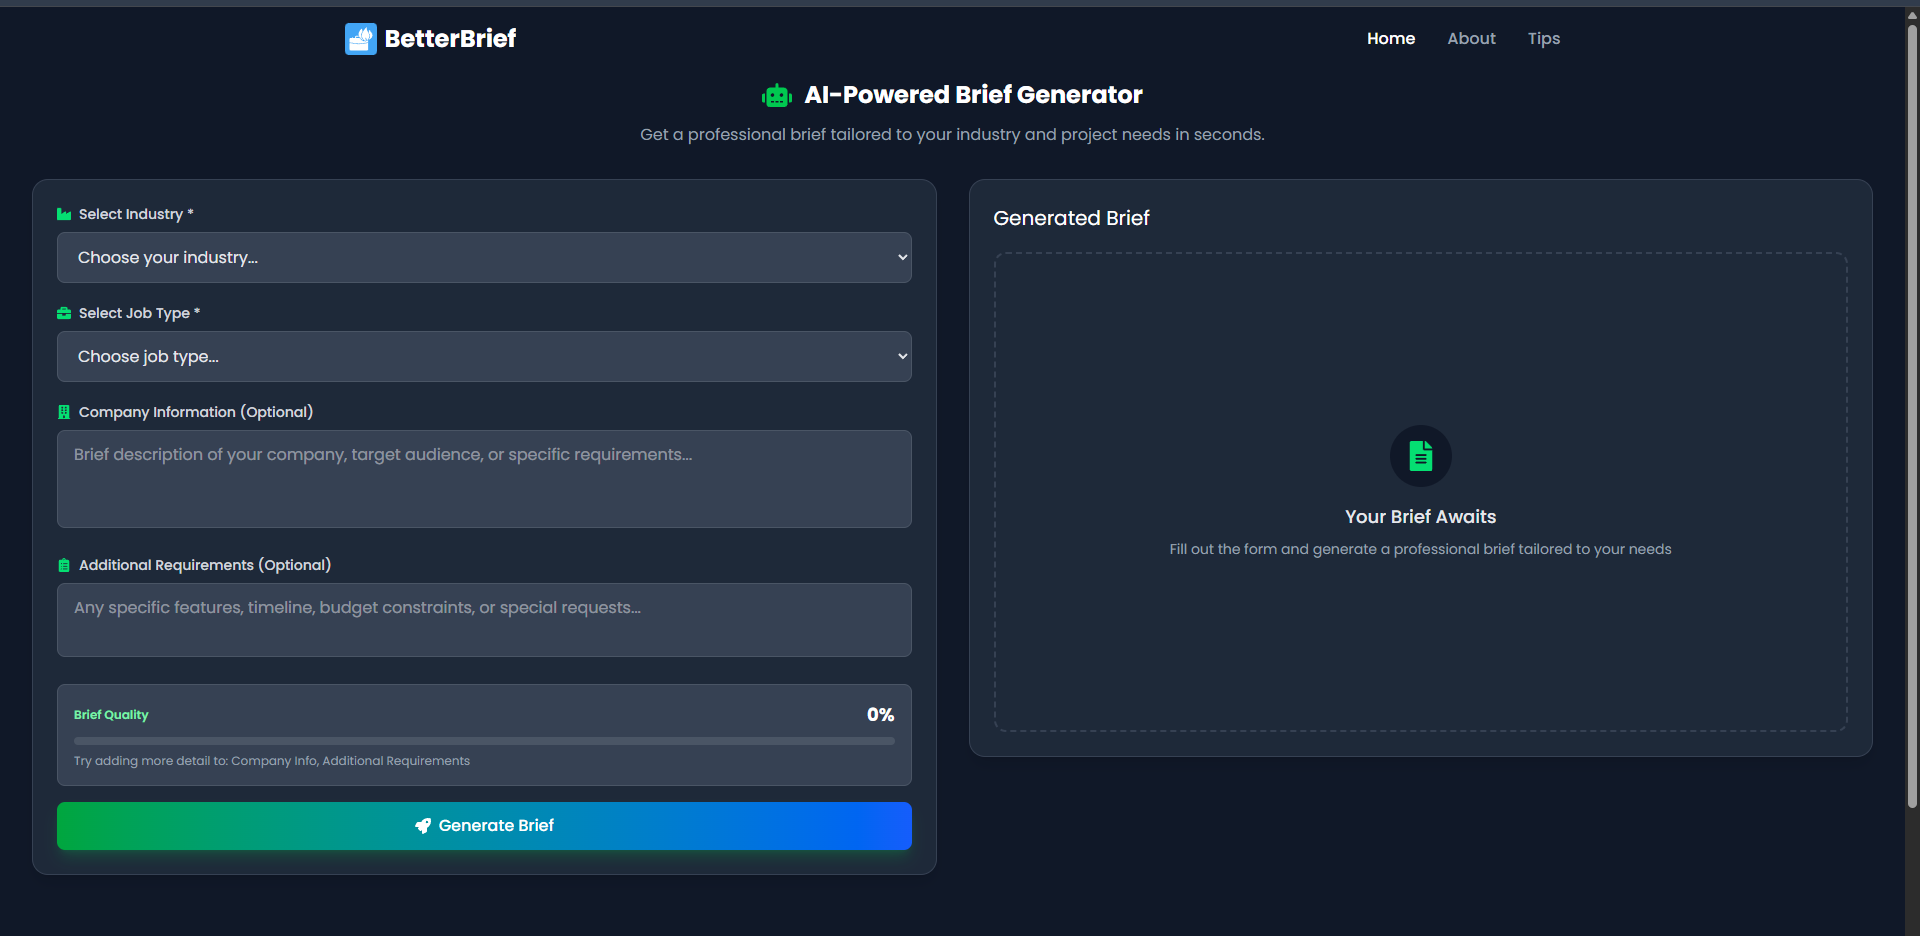 BetterBrief
Home
About
Tips
AI-Powered Brief Generator
Get a professional brief tailored to your industry and project needs in seconds.
Select Industry *
Choose your industry...
Select Job Type *
Choose job type...
Company Information (Optional)
Brief description of your company, target audience, or specific requirements...
Additional Requirements (Optional)
Any specific features, timeline, budget constraints, or special requests...
Brief Quality
0%
Try adding more detail to: Company Info, Additional Requirements
Generate Brief
Generated Brief
Your Brief Awaits
Fill out the form and generate a professional brief tailored to your needs